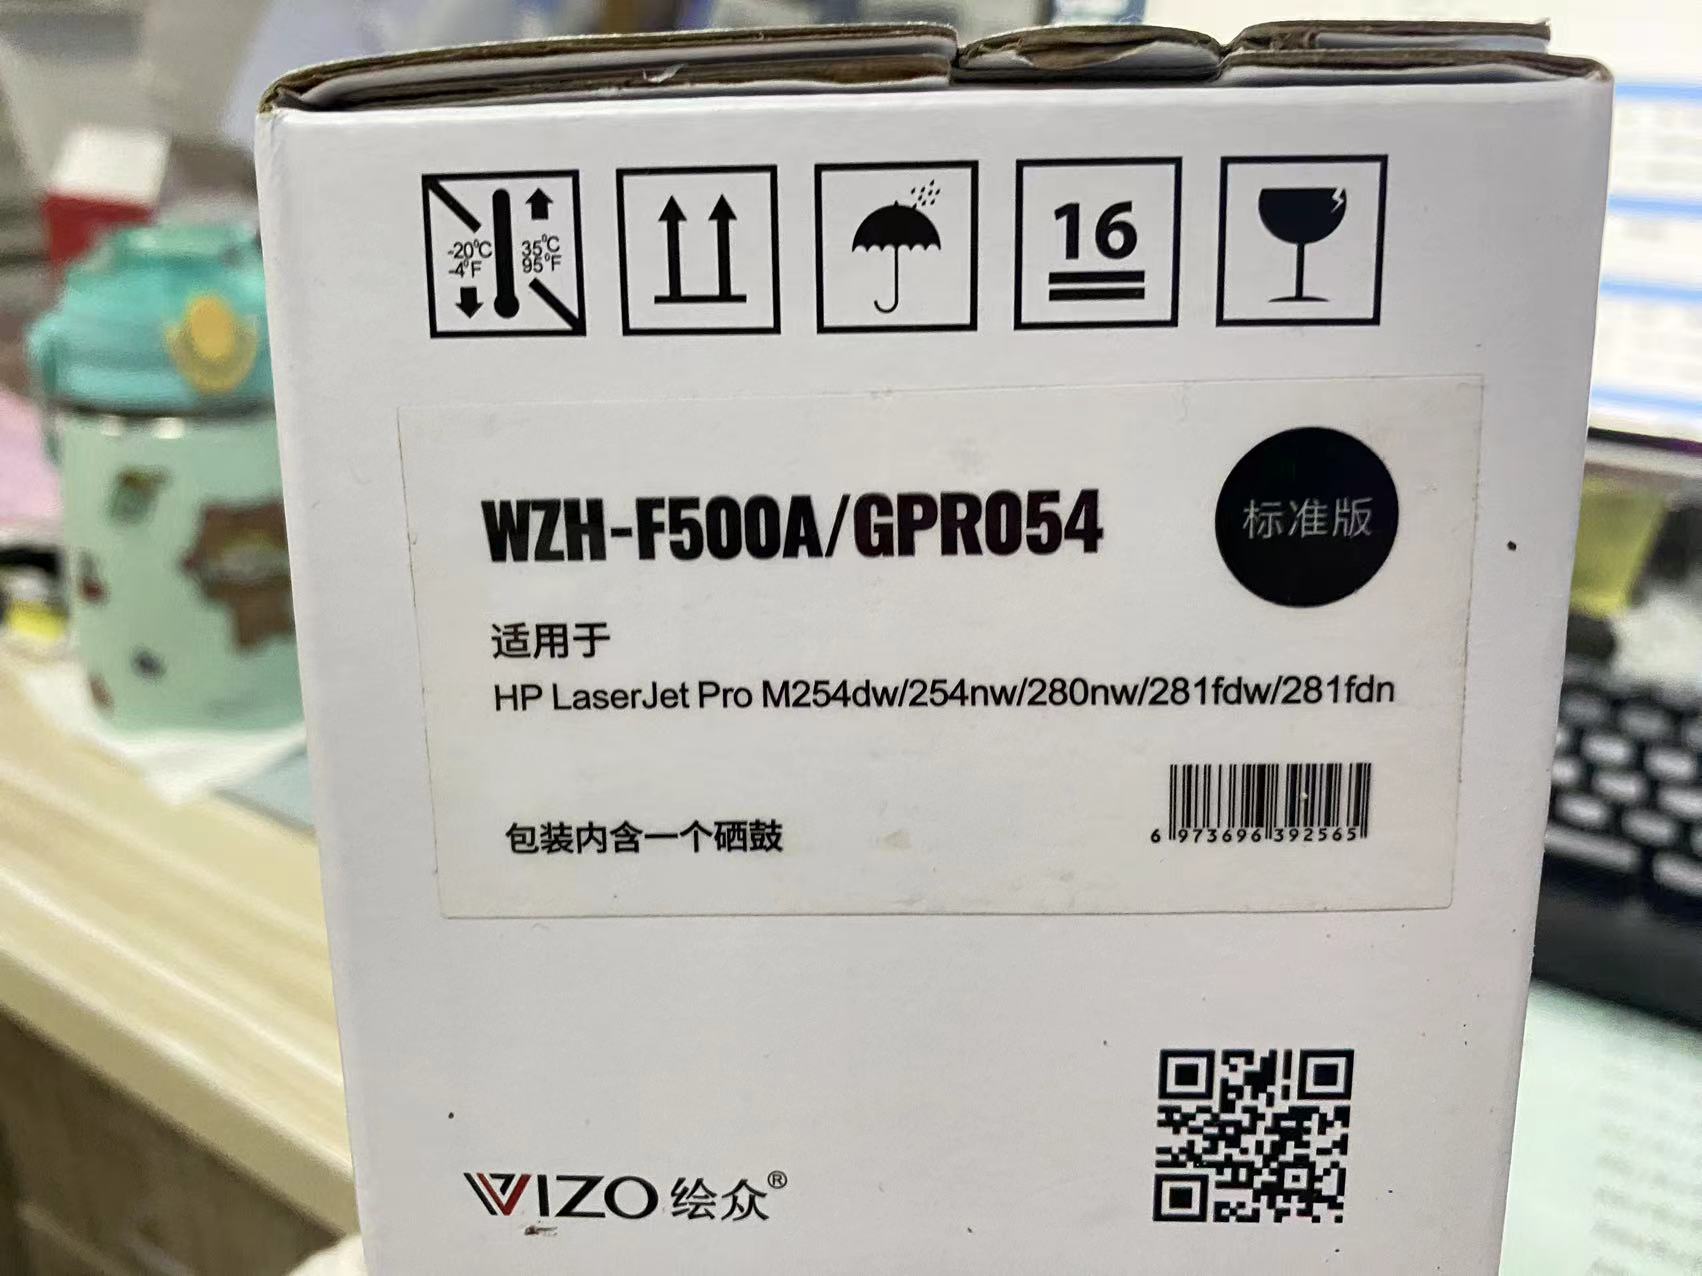 -20°C
-4°F
35°C
95°F
16
WZH-F500A/GPR054
标准版
适用于
HP LaserJet Pro M254dw/254nw/280nw/281fdw/281fdn
包装内含一个硒鼓
6 973696 392565
VIZO 绘众®